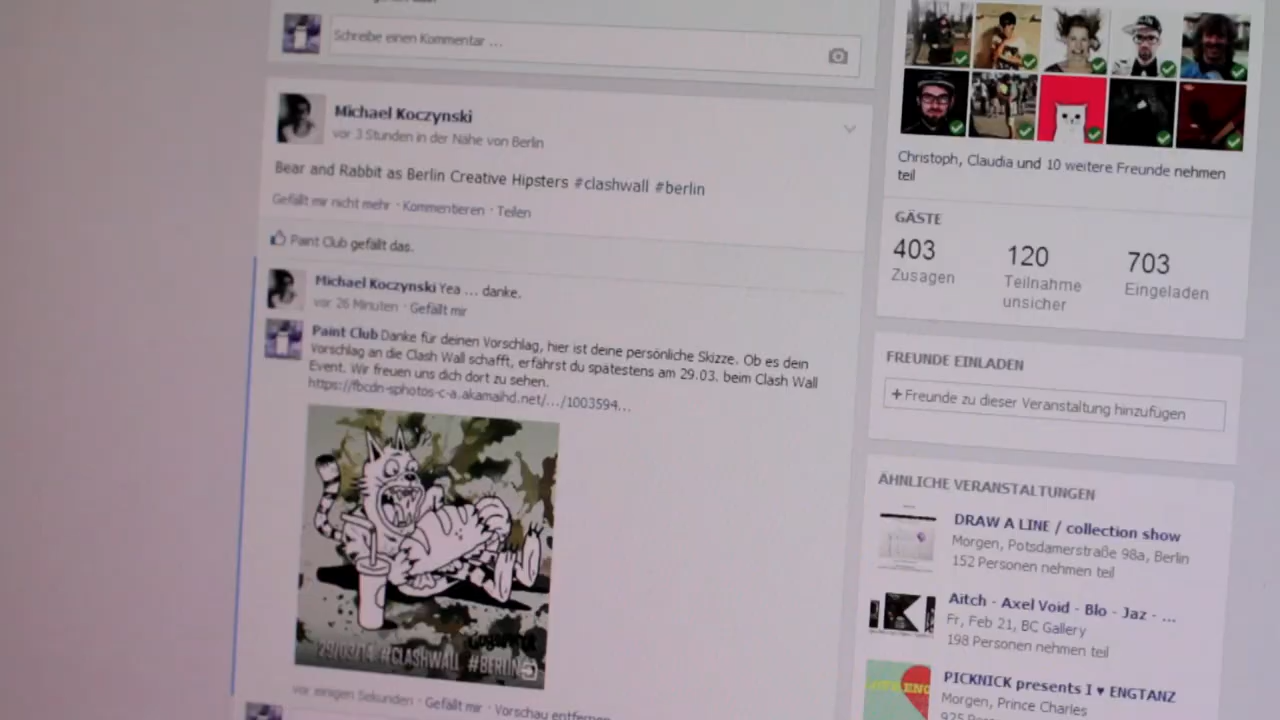 Schreibe einen Kommentar ...
Michael Koczynski
vor 3 Stunden in der Nähe von Berlin
Bear and Rabbit as Berlin Creative Hipsters #clashwall #berlin
Gefällt mir nicht mehr · Kommentieren · Teilen
Paint Club gefällt das.
Michael Koczynski Yea ... danke.
vor 26 Minuten · Gefällt mir
Paint Club Danke für deinen Vorschlag, hier ist deine persönliche Skizze. Ob es dein
Vorschlag an die Clash Wall schafft, erfährst du spätestens am 29.03. beim Clash Wall
Event. Wir freuen uns dich dort zu sehen.
https://fbcdn-sphotos-c-a.akamaihd.net/.../1003594...
29/03/14 #CLASHWALL #BERLIN
vor einigen Sekunden · Gefällt mir · Vorschau entfernen
Christoph, Claudia und 10 weitere Freunde nehmen
teil
GÄSTE
403
Zusagen
120
Teilnahme
unsicher
703
Eingeladen
FREUNDE EINLADEN
+ Freunde zu dieser Veranstaltung hinzufügen
ÄHNLICHE VERANSTALTUNGEN
DRAW A LINE / collection show
Morgen, Potsdamerstraße 98a, Berlin
152 Personen nehmen teil
Aitch - Axel Void - Blo - Jaz - ...
Fr, Feb 21, BC Gallery
198 Personen nehmen teil
PICKNICK presents I ♥ ENGTANZ
Morgen, Prince Charles
925 Personen